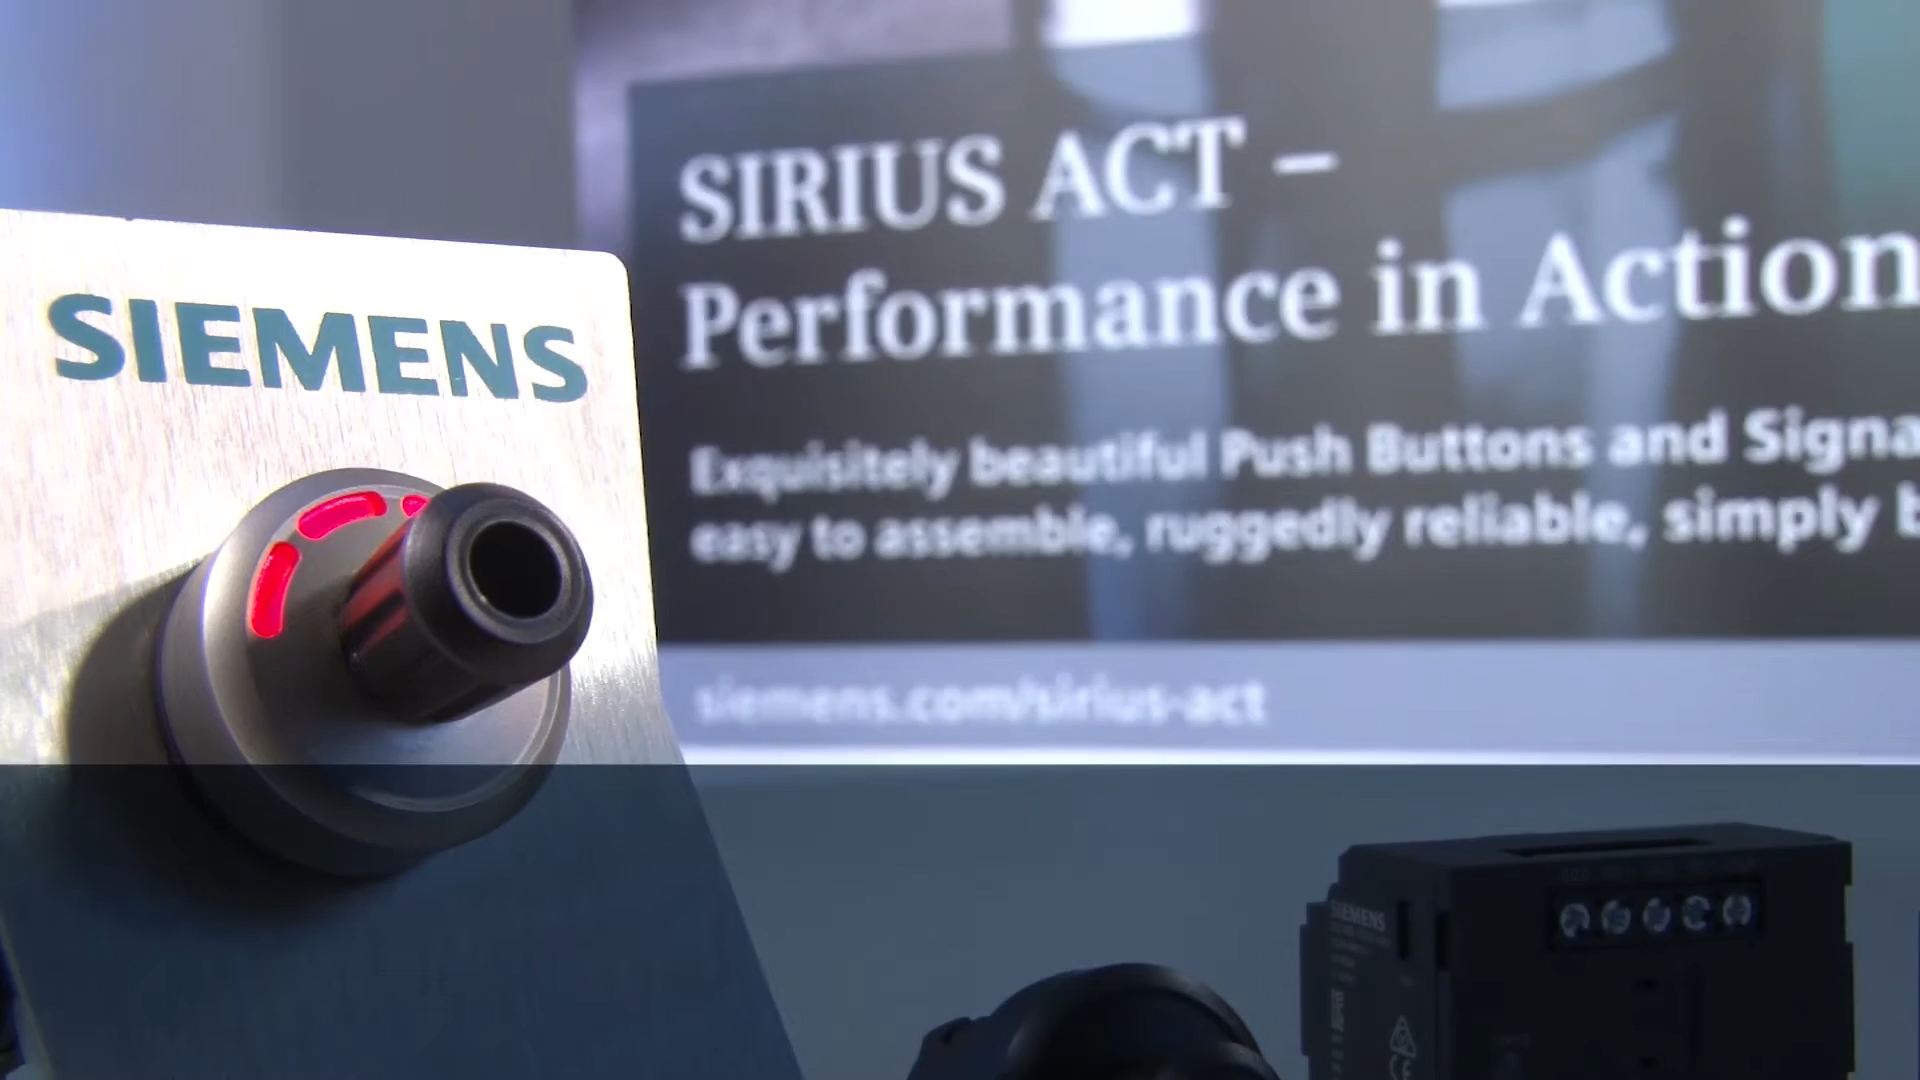 SIEMENS
SIRIUS ACT –
Performance in Action
Exquisitely beautiful Push Buttons and Signa
easy to assemble, ruggedly reliable, simply b
siemens.com/sirius-act
SIEMENS
CE